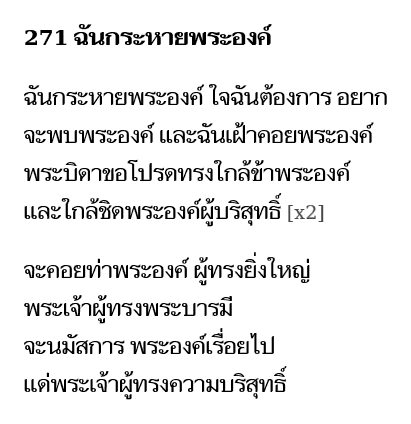 271 ฉันกระหายพระองค์
ฉันกระหายพระองค์ ใจฉันต้องการ อยาก
จะพบพระองค์ และฉันเฝ้าคอยพระองค์
พระบิดาขอโปรดทรงใกล้ข้าพระองค์
และใกล้ชิดพระองค์ผู้บริสุทธิ์ [x2]
จะคอยท่าพระองค์ ผู้ทรงยิ่งใหญ่
พระเจ้าผู้ทรงพระบารมี
จะนมัสการ พระองค์เรื่อยไป
แด่พระเจ้าผู้ทรงความบริสุทธิ์